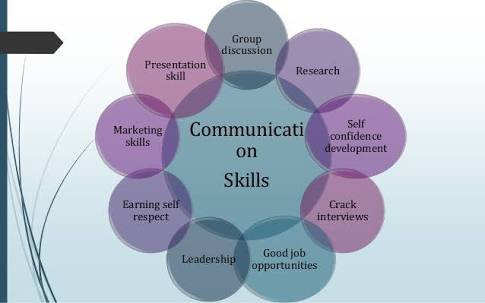 Group
discussion
Research
Self
confidence
development
Crack
interviews
Good job
opportunities
Leadership
Earning self
respect
Marketing
skills
Presentation
skill
Communicati
on
Skills